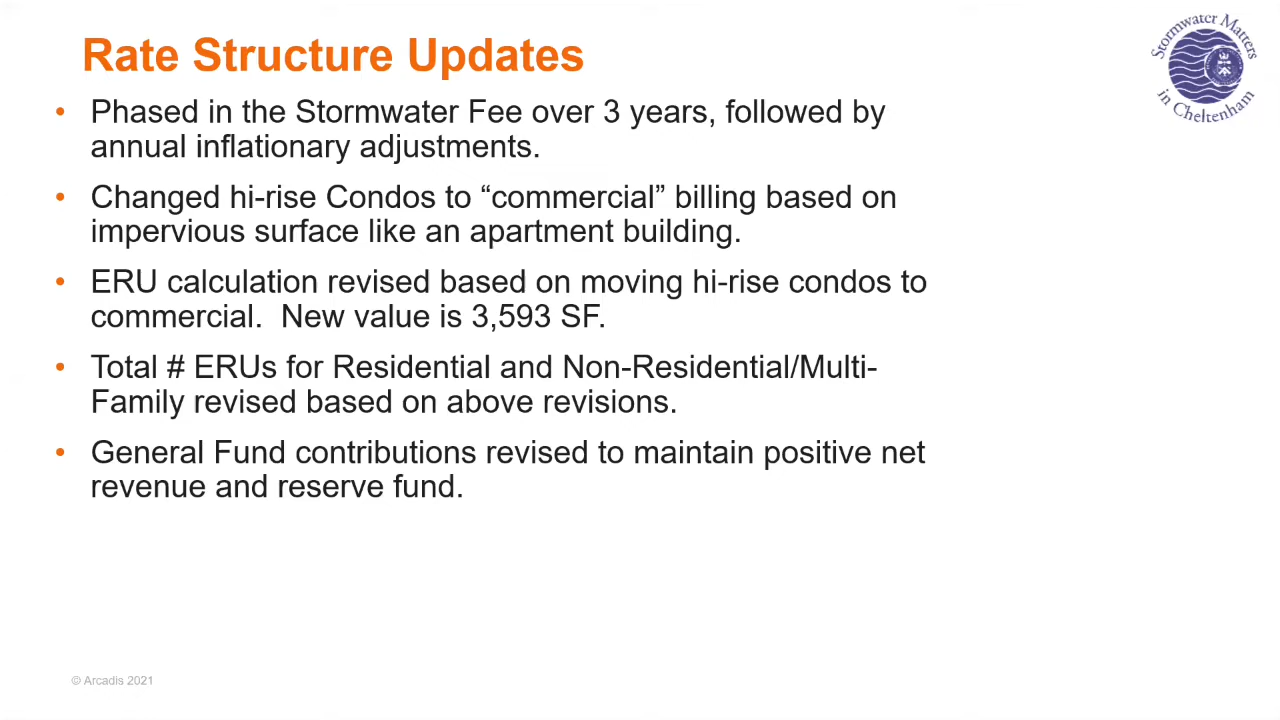 Rate Structure Updates
Stormwater Matters
in Cheltenham
• Phased in the Stormwater Fee over 3 years, followed by
annual inflationary adjustments.
• Changed hi-rise Condos to “commercial” billing based on
impervious surface like an apartment building.
• ERU calculation revised based on moving hi-rise condos to
commercial.  New value is 3,593 SF.
• Total # ERUs for Residential and Non-Residential/Multi-
Family revised based on above revisions.
• General Fund contributions revised to maintain positive net
revenue and reserve fund.
© Arcadis 2021